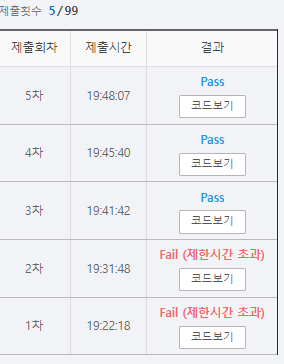 제출횟수 5/99
제출회차 제출시간 결과
5차 19:48:07 Pass
코드보기
4차 19:45:40 Pass
코드보기
3차 19:41:42 Pass
코드보기
2차 19:31:48 Fail (제한시간 초과)
코드보기
1차 19:22:18 Fail (제한시간 초과)
코드보기